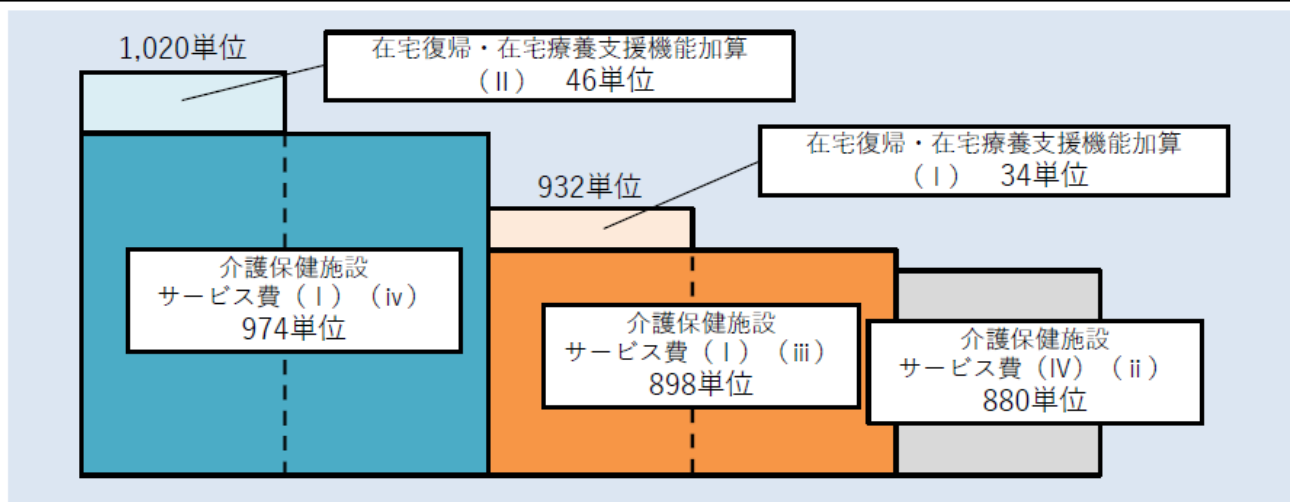 1,020単位
在宅復帰・在宅療養支援機能加算
（Ⅱ）　46単位
在宅復帰・在宅療養支援機能加算
（Ⅰ）　34単位
932単位
介護保健施設
サービス費（Ⅰ）（ⅳ）
974単位
介護保健施設
サービス費（Ⅰ）（ⅲ）
898単位
介護保健施設
サービス費（Ⅳ）（ⅱ）
880単位